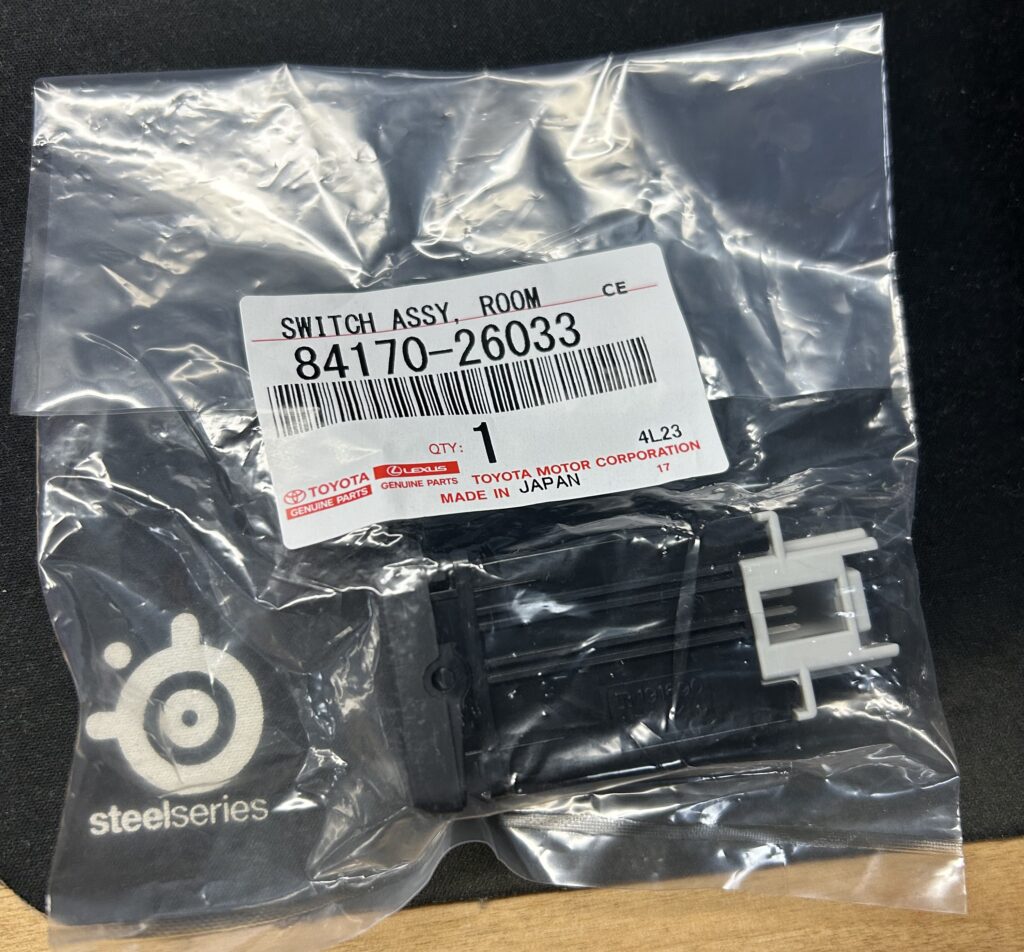 SWITCH ASSY, ROOM CE
84170-26033
QTY: 1
4L23
TOYOTA
GENUINE PARTS
LEXUS
GENUINE PARTS
TOYOTA MOTOR CORPORATION
17
MADE IN JAPAN
steelseries